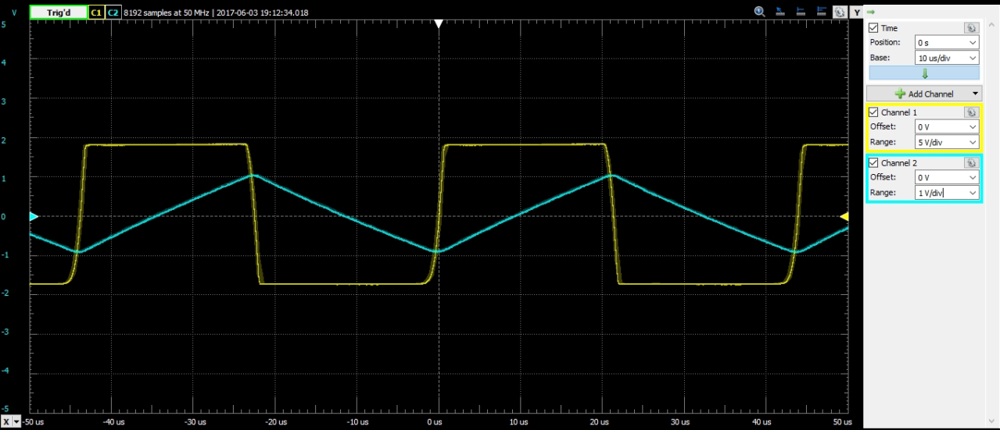 V Trig'd C1 C2 8192 samples at 50 MHz | 2017-06-03 19:12:34.018 Y
5
4
3
2
1
0
-1
-2
-3
-4
-5
X -50 us -40 us -30 us -20 us -10 us 0 us 10 us 20 us 30 us 40 us 50 us
Time
Position: 0 s
Base: 10 us/div
Add Channel
Channel 1
Offset: 0 V
Range: 5 V/div
Channel 2
Offset: 0 V
Range: 1 V/div